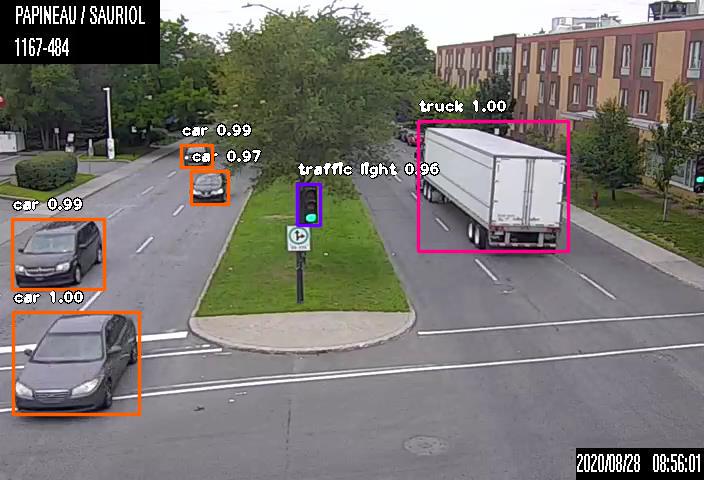 PAPINEAU / SAURIOL
1167-484
truck 1.00
car 0.99
car 0.97
traffic light 0.96
car 0.99
car 1.00
2020/08/28 08:56:01